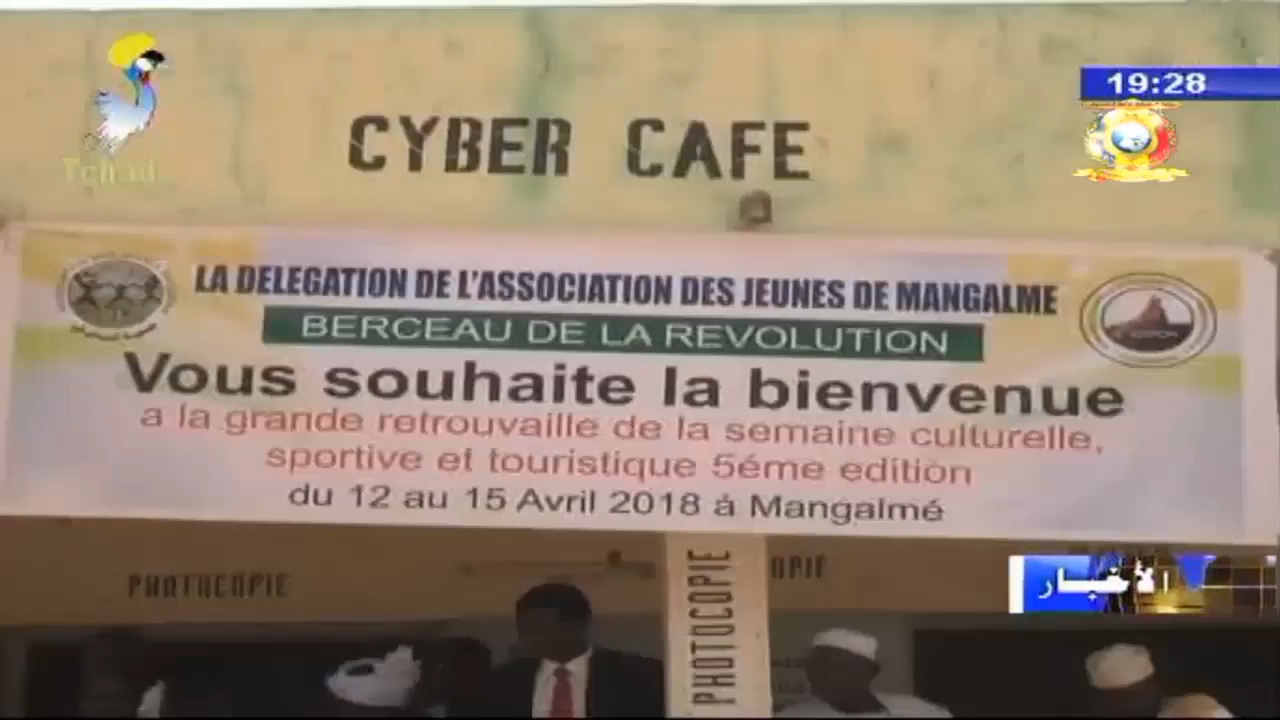 19:28
Tchad
CYBER CAFE
LA DELEGATION DE L'ASSOCIATION DES JEUNES DE MANGALME
BERCEAU DE LA REVOLUTION
Vous souhaite la bienvenue
a la grande retrouvaille de la semaine culturelle,
sportive et touristique 5éme edition
du 12 au 15 Avril 2018 à Mangalmé
PHOTOCOPIE
PHOTOCOPIE
الأخبار